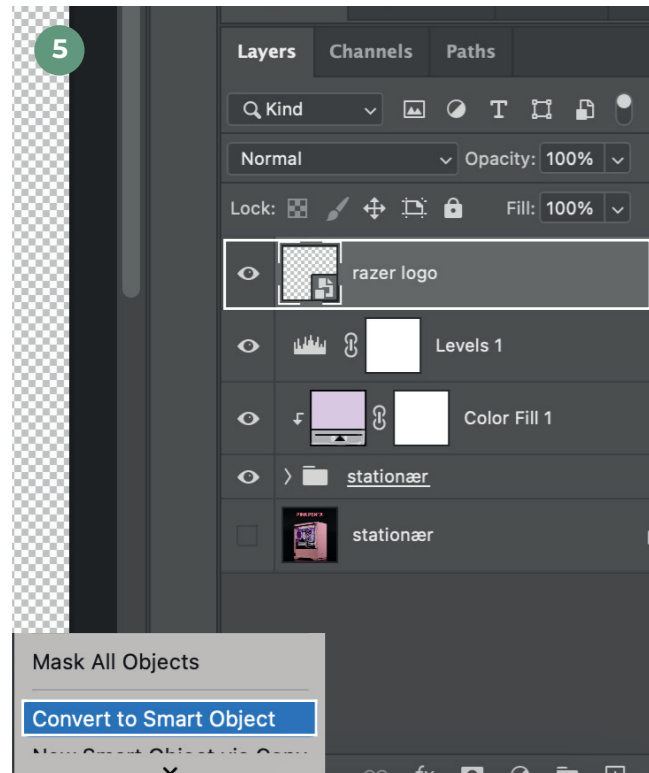 5
Layers Channels Paths
Kind
Normal Opacity: 100%
Lock: Fill: 100%
razer logo
Levels 1
Color Fill 1
stationær
stationær
Mask All Objects
Convert to Smart Object
fx